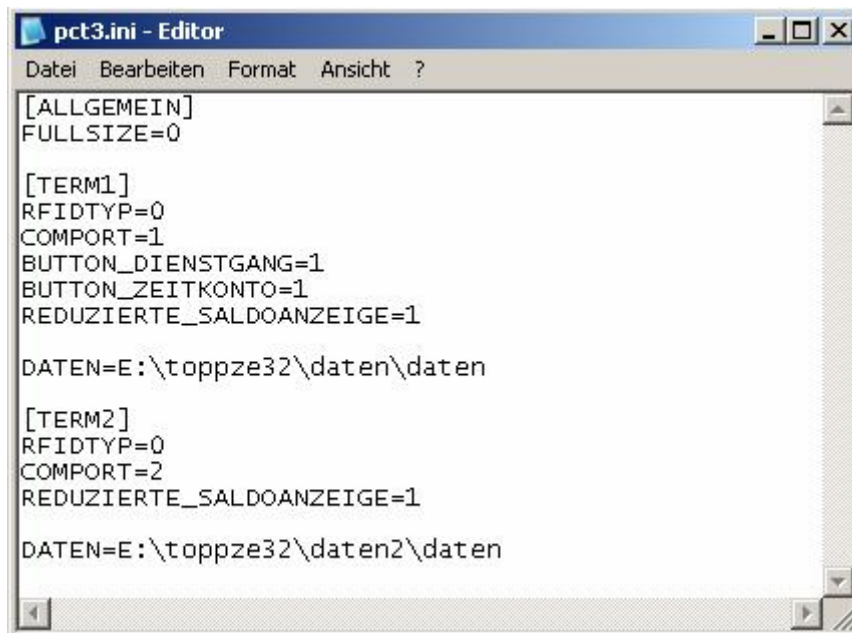 pct3.ini - Editor
Datei Bearbeiten Format Ansicht ?
[ALLGEMEIN]
FULLSIZE=0
[TERM1]
RFIDTYP=0
COMPORT=1
BUTTON_DIENSTGANG=1
BUTTON_ZEITKONTO=1
REDUZIERTE_SALDOANZEIGE=1
DATEN=E:\toppze32\daten\daten
[TERM2]
RFIDTYP=0
COMPORT=2
REDUZIERTE_SALDOANZEIGE=1
DATEN=E:\toppze32\daten2\daten